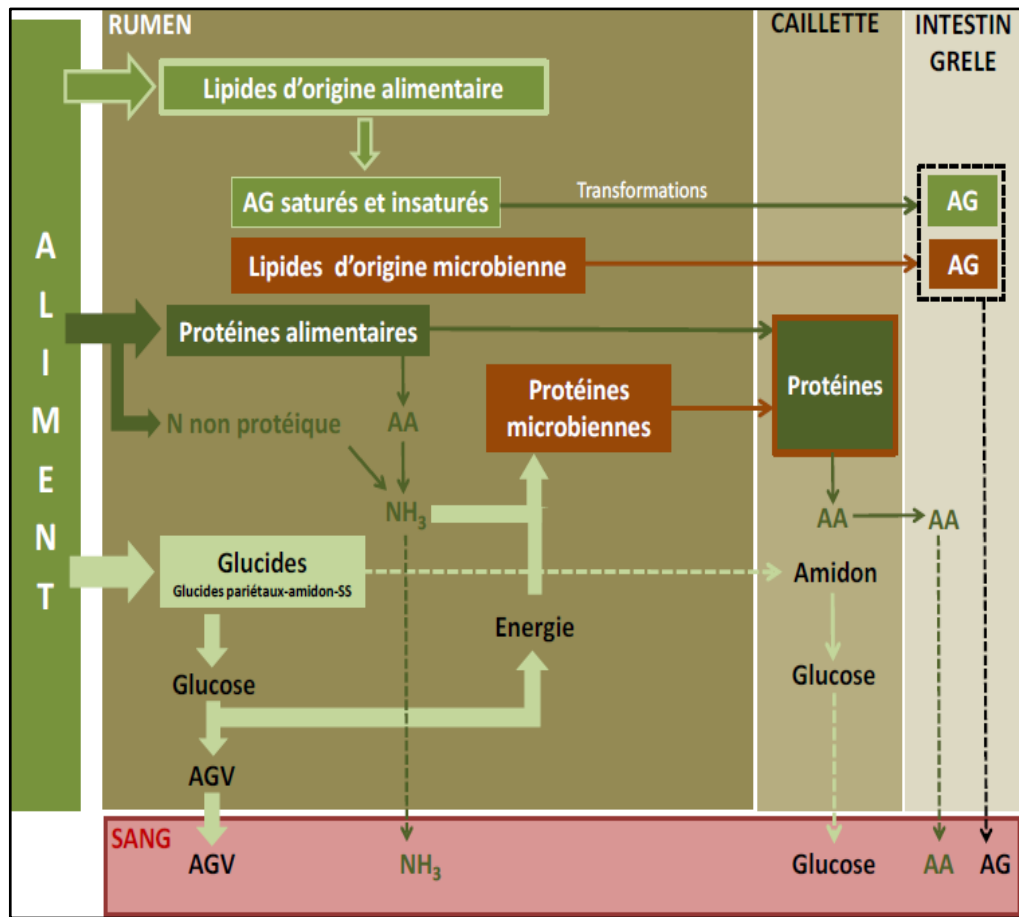 RUMEN
CAILLETTE
INTESTIN
GRELE
ALIMENT
Lipides d'origine alimentaire
AG saturés et insaturés
Transformations
AG
Lipides d'origine microbienne
AG
Protéines alimentaires
Protéines
microbiennes
Protéines
N non protéique
AA
NH₃
AA
AA
Glucides
Glucides pariétaux-amidon-SS
Amidon
Energie
Glucose
Glucose
AGV
SANG
AGV
NH₃
Glucose
AA
AG